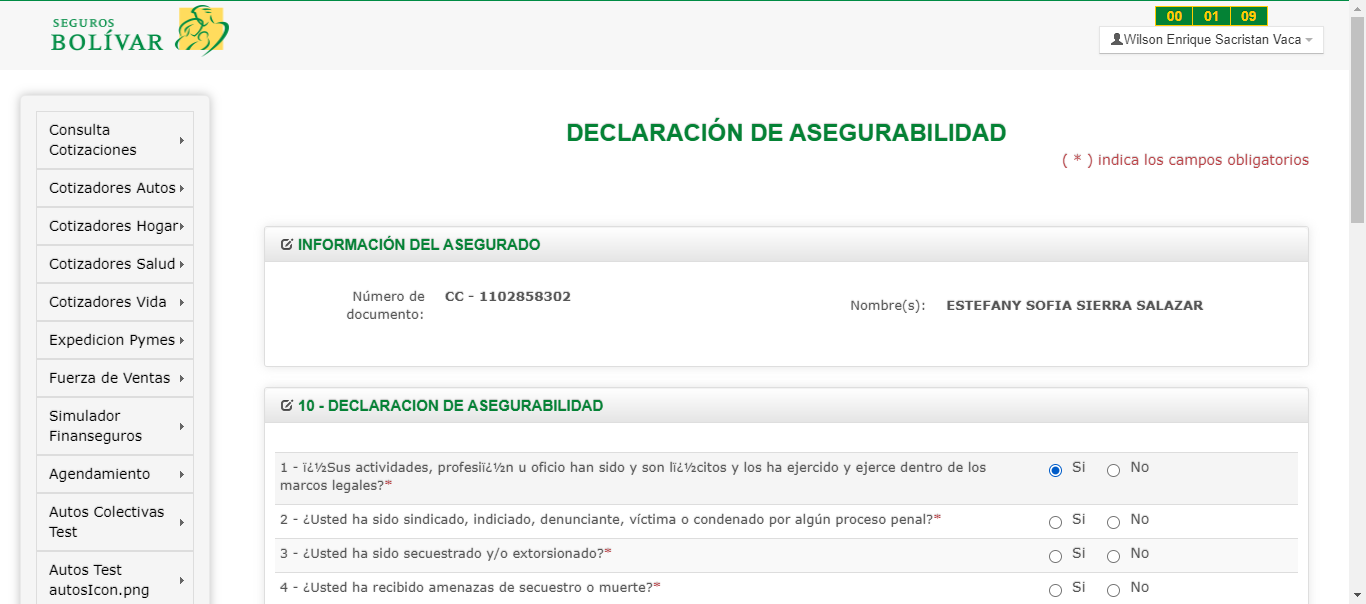 SEGUROS
BOLÍVAR
00 01 09
Wilson Enrique Sacristan Vaca
Consulta
Cotizaciones
Cotizadores Autos
Cotizadores Hogar
Cotizadores Salud
Cotizadores Vida
Expedicion Pymes
Fuerza de Ventas
Simulador
Finanseguros
Agendamiento
Autos Colectivas
Test
Autos Test
autosIcon.png
DECLARACIÓN DE ASEGURABILIDAD
( * ) indica los campos obligatorios
INFORMACIÓN DEL ASEGURADO
Número de
documento:
CC - 1102858302
Nombre(s): ESTEFANY SOFIA SIERRA SALAZAR
10 - DECLARACION DE ASEGURABILIDAD
1 - ï¿½Sus actividades, profesiï¿½n u oficio han sido y son lï¿½citos y los ha ejercido y ejerce dentro de los
marcos legales?*
Si No
2 - ¿Usted ha sido sindicado, indiciado, denunciante, víctima o condenado por algún proceso penal?* Si No
3 - ¿Usted ha sido secuestrado y/o extorsionado?* Si No
4 - ¿Usted ha recibido amenazas de secuestro o muerte?* Si No